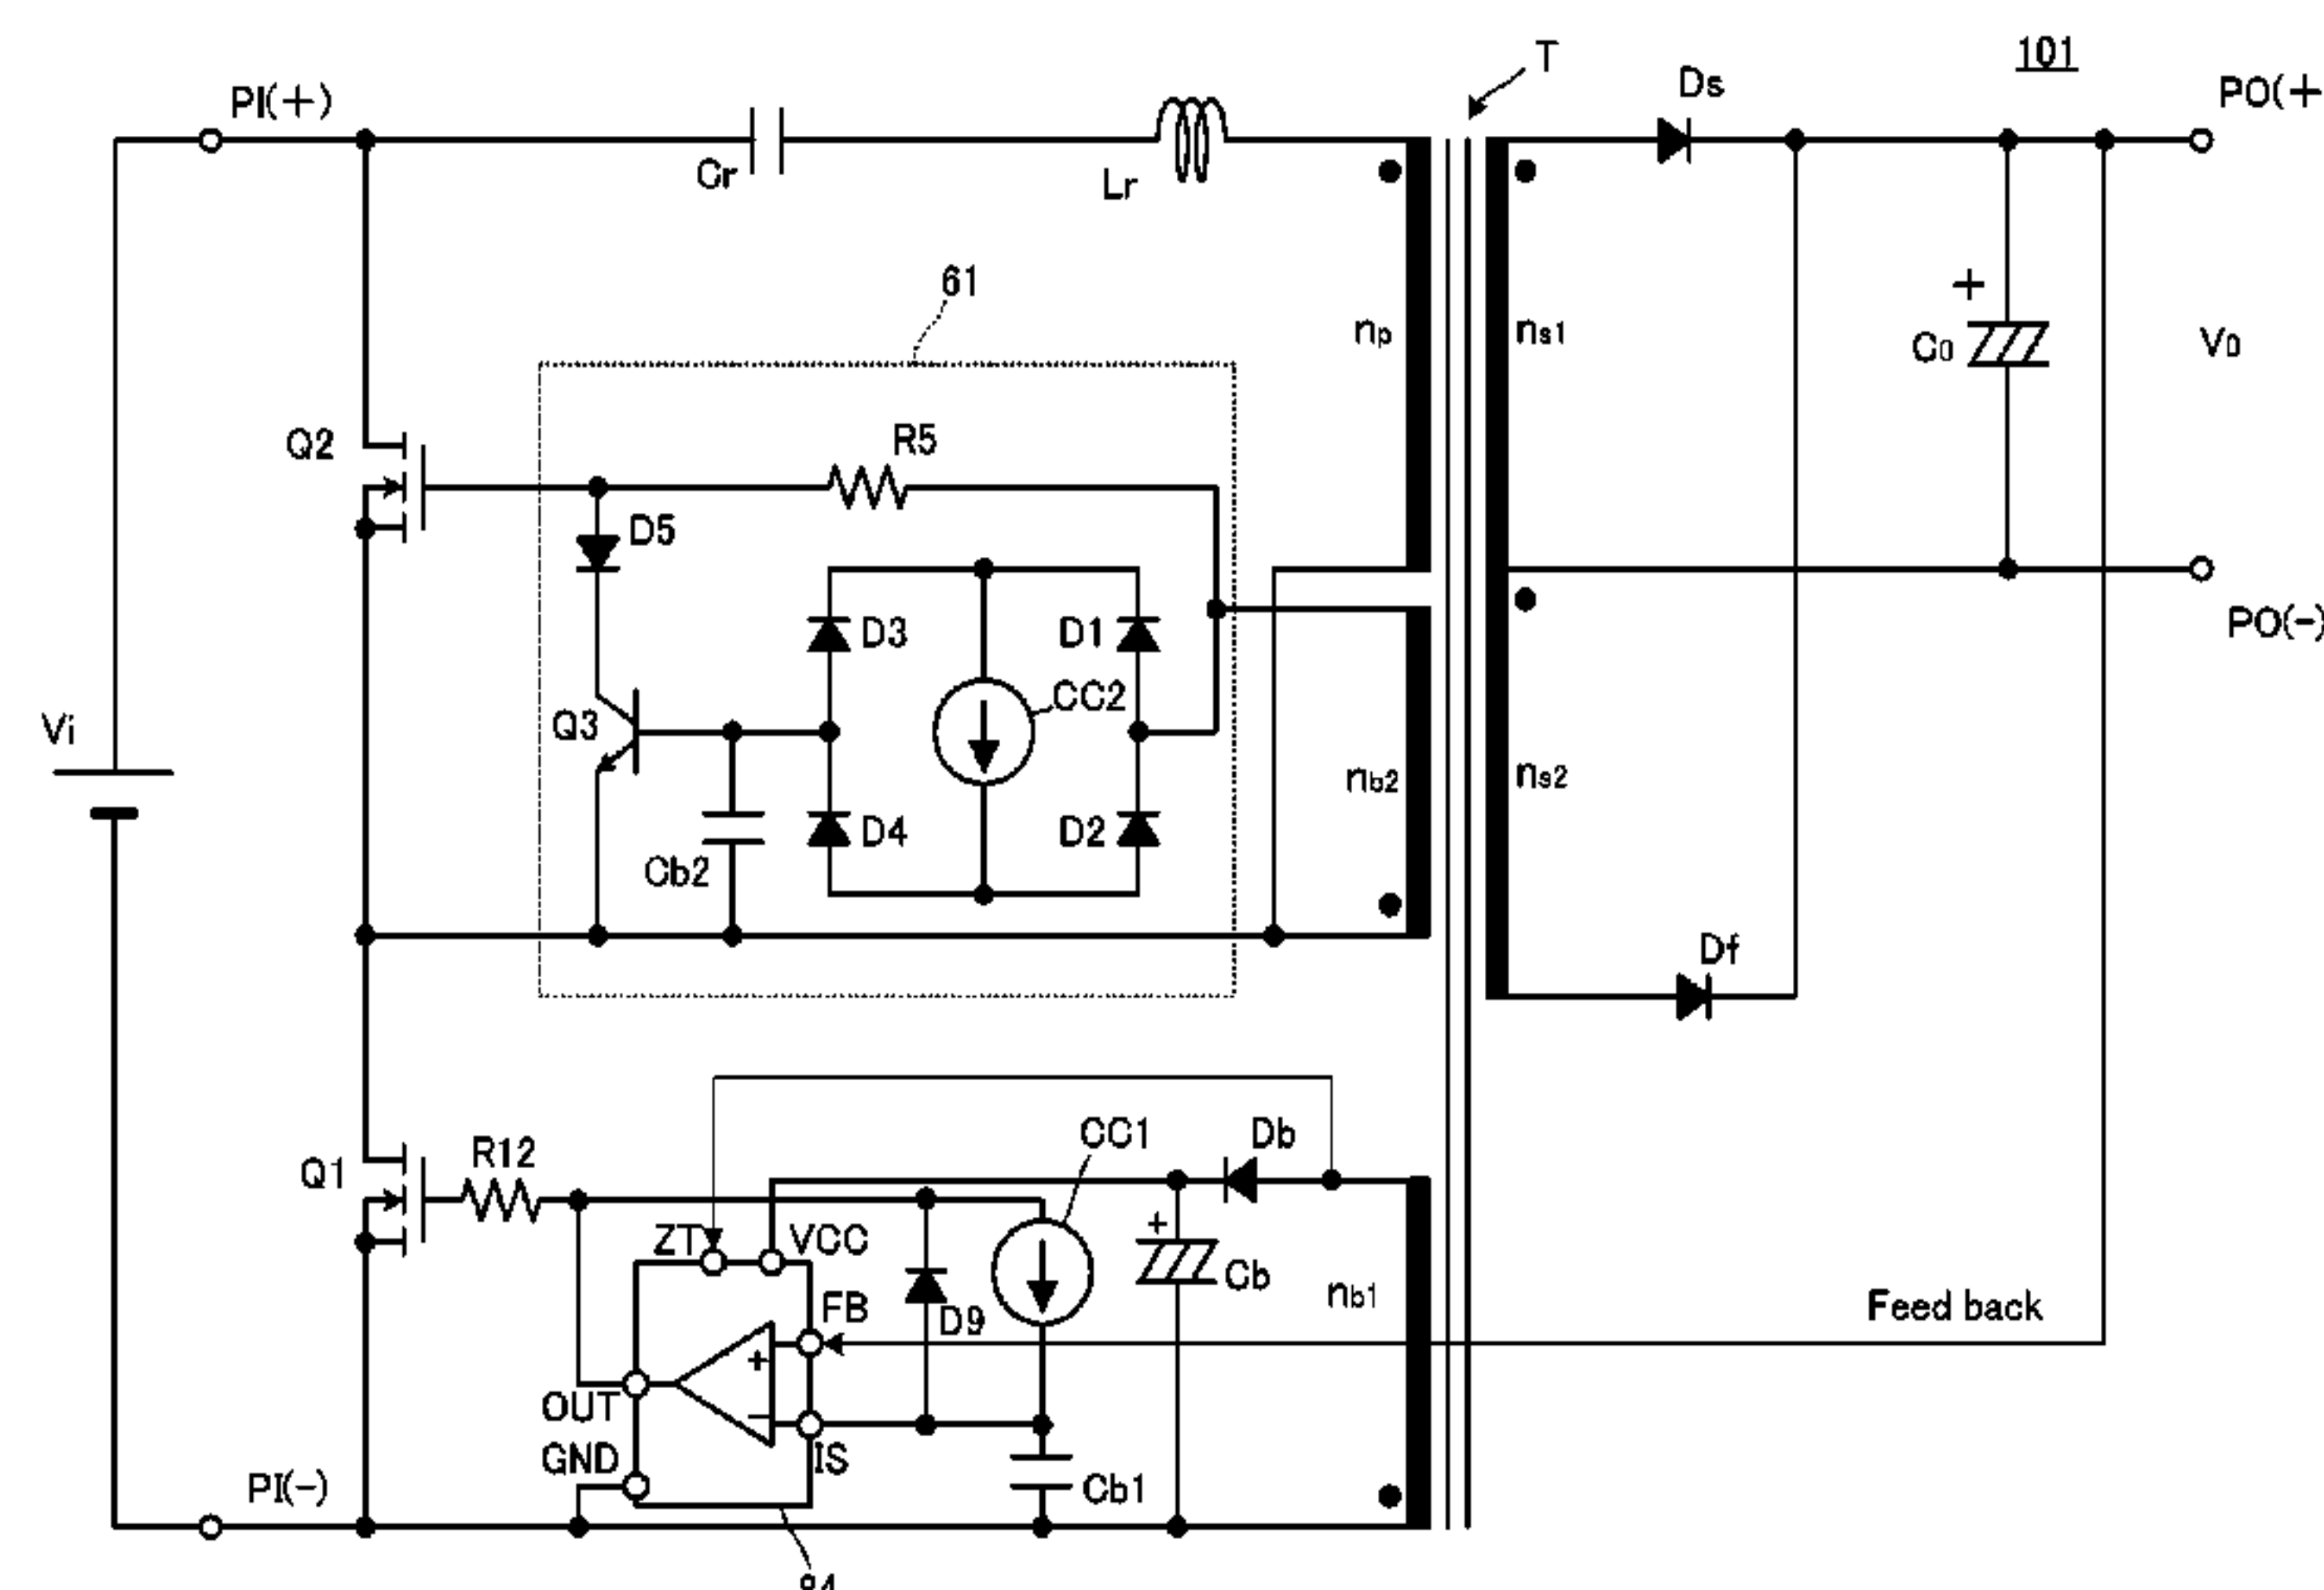 101
T
PI(+)
Ds
PO(+
Cr
Lr
61
np
ns1
C0
+
V0
Q2
R5
D5
D3
D1
PO(-)
CC2
Q3
Vi
nb2
ns2
D4
D2
Cb2
Df
CC1
Db
R12
Q1
ZT
VCC
+
Cb
nb1
FB
D9
Feed back
+
OUT
−
GND
IS
Cb1
PI(-)
84